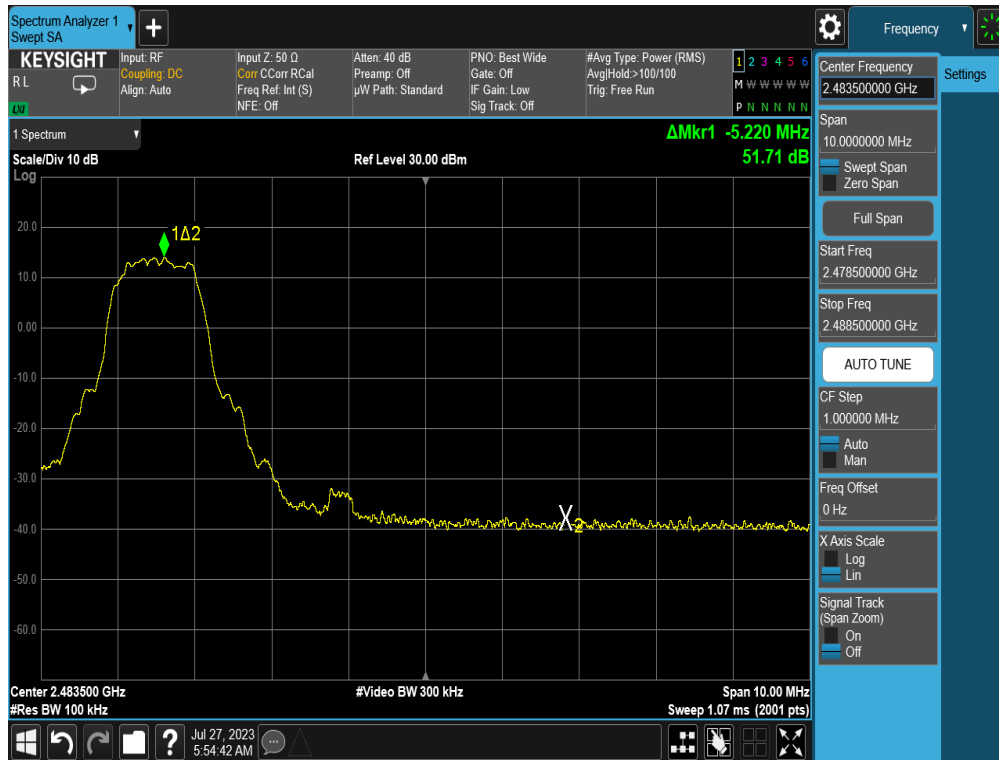 Spectrum Analyzer 1
Swept SA
Frequency
KEYSIGHT
R L
LXI
Input: RF
Coupling: DC
Align: Auto
Input Z: 50 Ω
Corr CCorr RCal
Freq Ref: Int (S)
NFE: Off
Atten: 40 dB
Preamp: Off
µW Path: Standard
PNO: Best Wide
Gate: Off
IF Gain: Low
Sig Track: Off
#Avg Type: Power (RMS)
Avg|Hold:>100/100
Trig: Free Run
1 2 3 4 5 6
M W W W W W
P N N N N N
1 Spectrum
Scale/Div 10 dB
Log
Ref Level 30.00 dBm
ΔMkr1 -5.220 MHz
51.71 dB
20.0
10.0
0.00
-10.0
-20.0
-30.0
-40.0
-50.0
-60.0
1Δ2
X2
Center 2.483500 GHz
#Res BW 100 kHz
#Video BW 300 kHz
Span 10.00 MHz
Sweep 1.07 ms (2001 pts)
Center Frequency
2.483500000 GHz
Settings
Span
10.0000000 MHz
Swept Span
Zero Span
Full Span
Start Freq
2.478500000 GHz
Stop Freq
2.488500000 GHz
AUTO TUNE
CF Step
1.000000 MHz
Auto
Man
Freq Offset
0 Hz
X Axis Scale
Log
Lin
Signal Track
(Span Zoom)
On
Off
?
Jul 27, 2023
5:54:42 AM